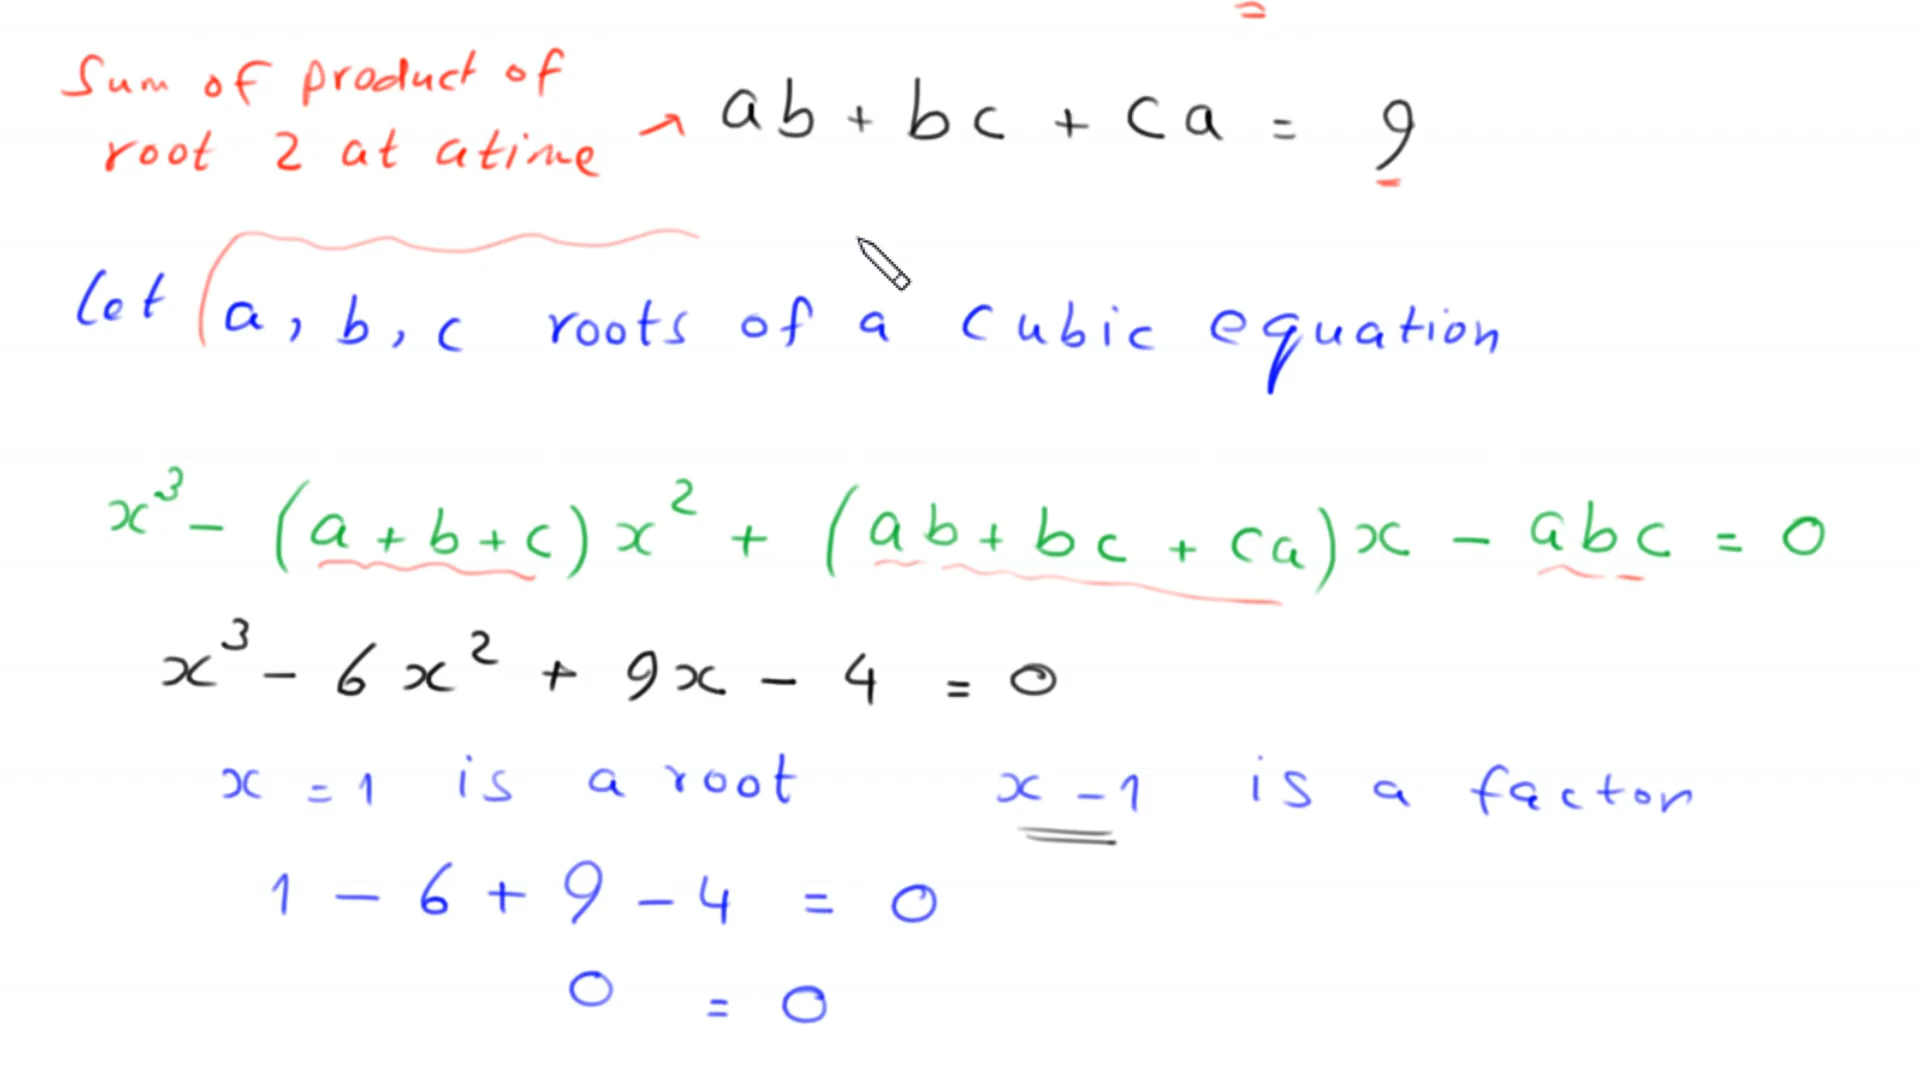 Sum of product of
root 2 at atime → ab + bc + ca = 9
let a, b, c roots of a cubic equation
x³ - (a+b+c)x² + (ab+bc+ca)x - abc = 0
x³ - 6x² + 9x - 4 = 0
x = 1 is a root x - 1 is a factor
1 - 6 + 9 - 4 = 0
0 = 0